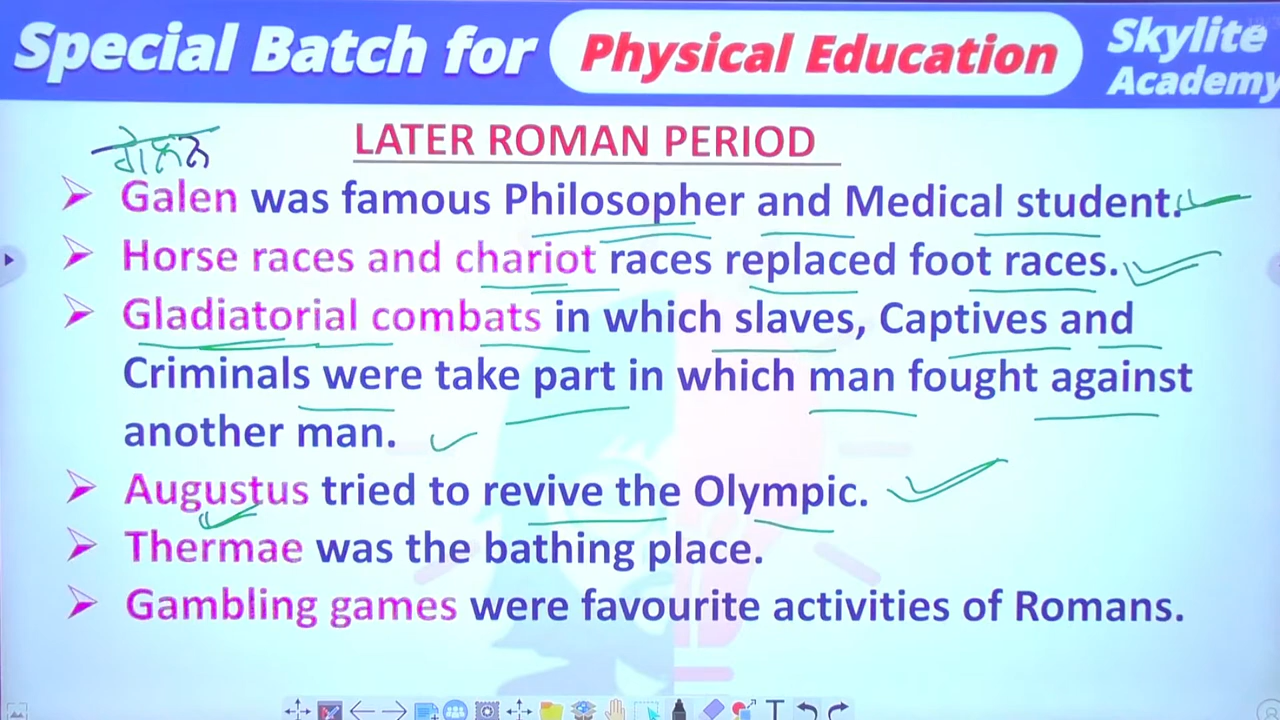 Special Batch for Physical Education Skylite Academy
LATER ROMAN PERIOD
➢ Galen was famous Philosopher and Medical student.
➢ Horse races and chariot races replaced foot races.
➢ Gladiatorial combats in which slaves, Captives and
Criminals were take part in which man fought against
another man.
➢ Augustus tried to revive the Olympic.
➢ Thermae was the bathing place.
➢ Gambling games were favourite activities of Romans.